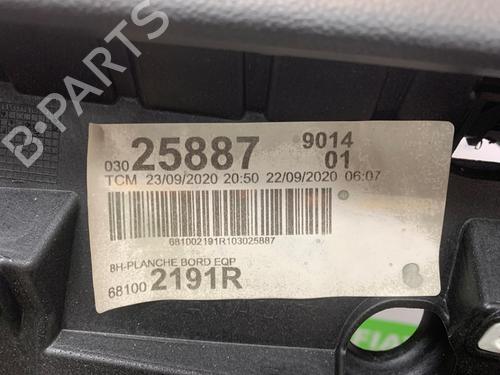 B-PARTS
030 25887 9014
01
TCM 23/09/2020 20:50 22/09/2020 06:07
681002191R103025887
BH-PLANCHE BORD EQP
68100 2191R